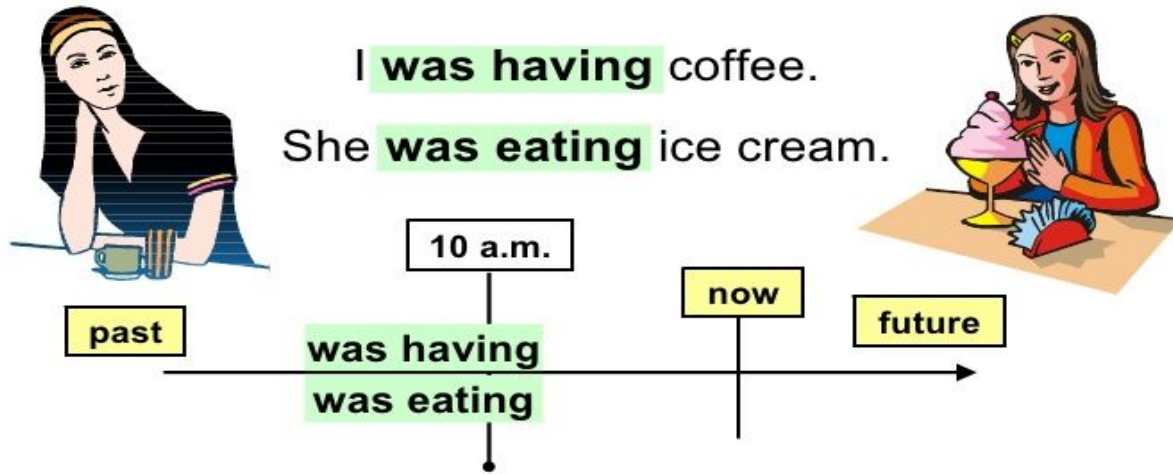 I was having coffee.
She was eating ice cream.
10 a.m.
now
past
future
was having
was eating